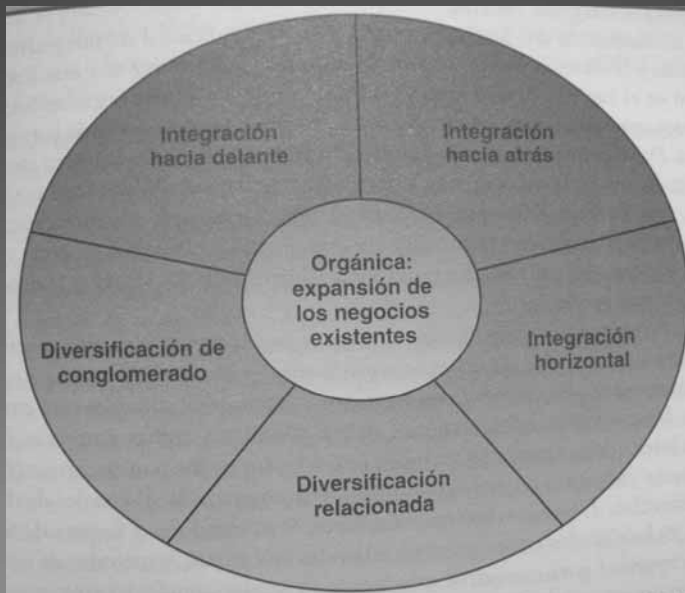 Integración
hacia delante
Integración
hacia atrás
Orgánica:
expansión de
los negocios
existentes
Integración
horizontal
Diversificación de
conglomerado
Diversificación
relacionada